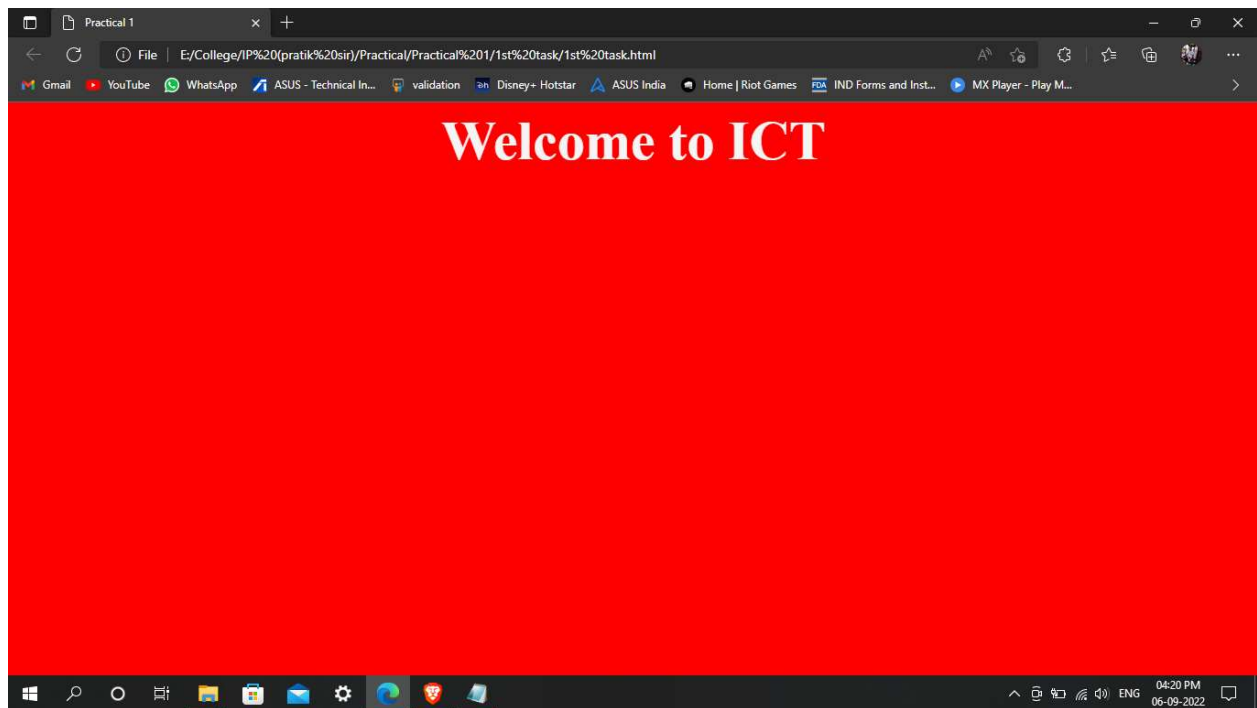 Practical 1
File E:/College/IP%20(pratik%20sir)/Practical/Practical%201/1st%20task/1st%20task.html
Gmail YouTube WhatsApp ASUS - Technical In... validation Disney+ Hotstar ASUS India Home | Riot Games FDA IND Forms and Inst... MX Player - Play M...
Welcome to ICT
ENG 04:20 PM
06-09-2022